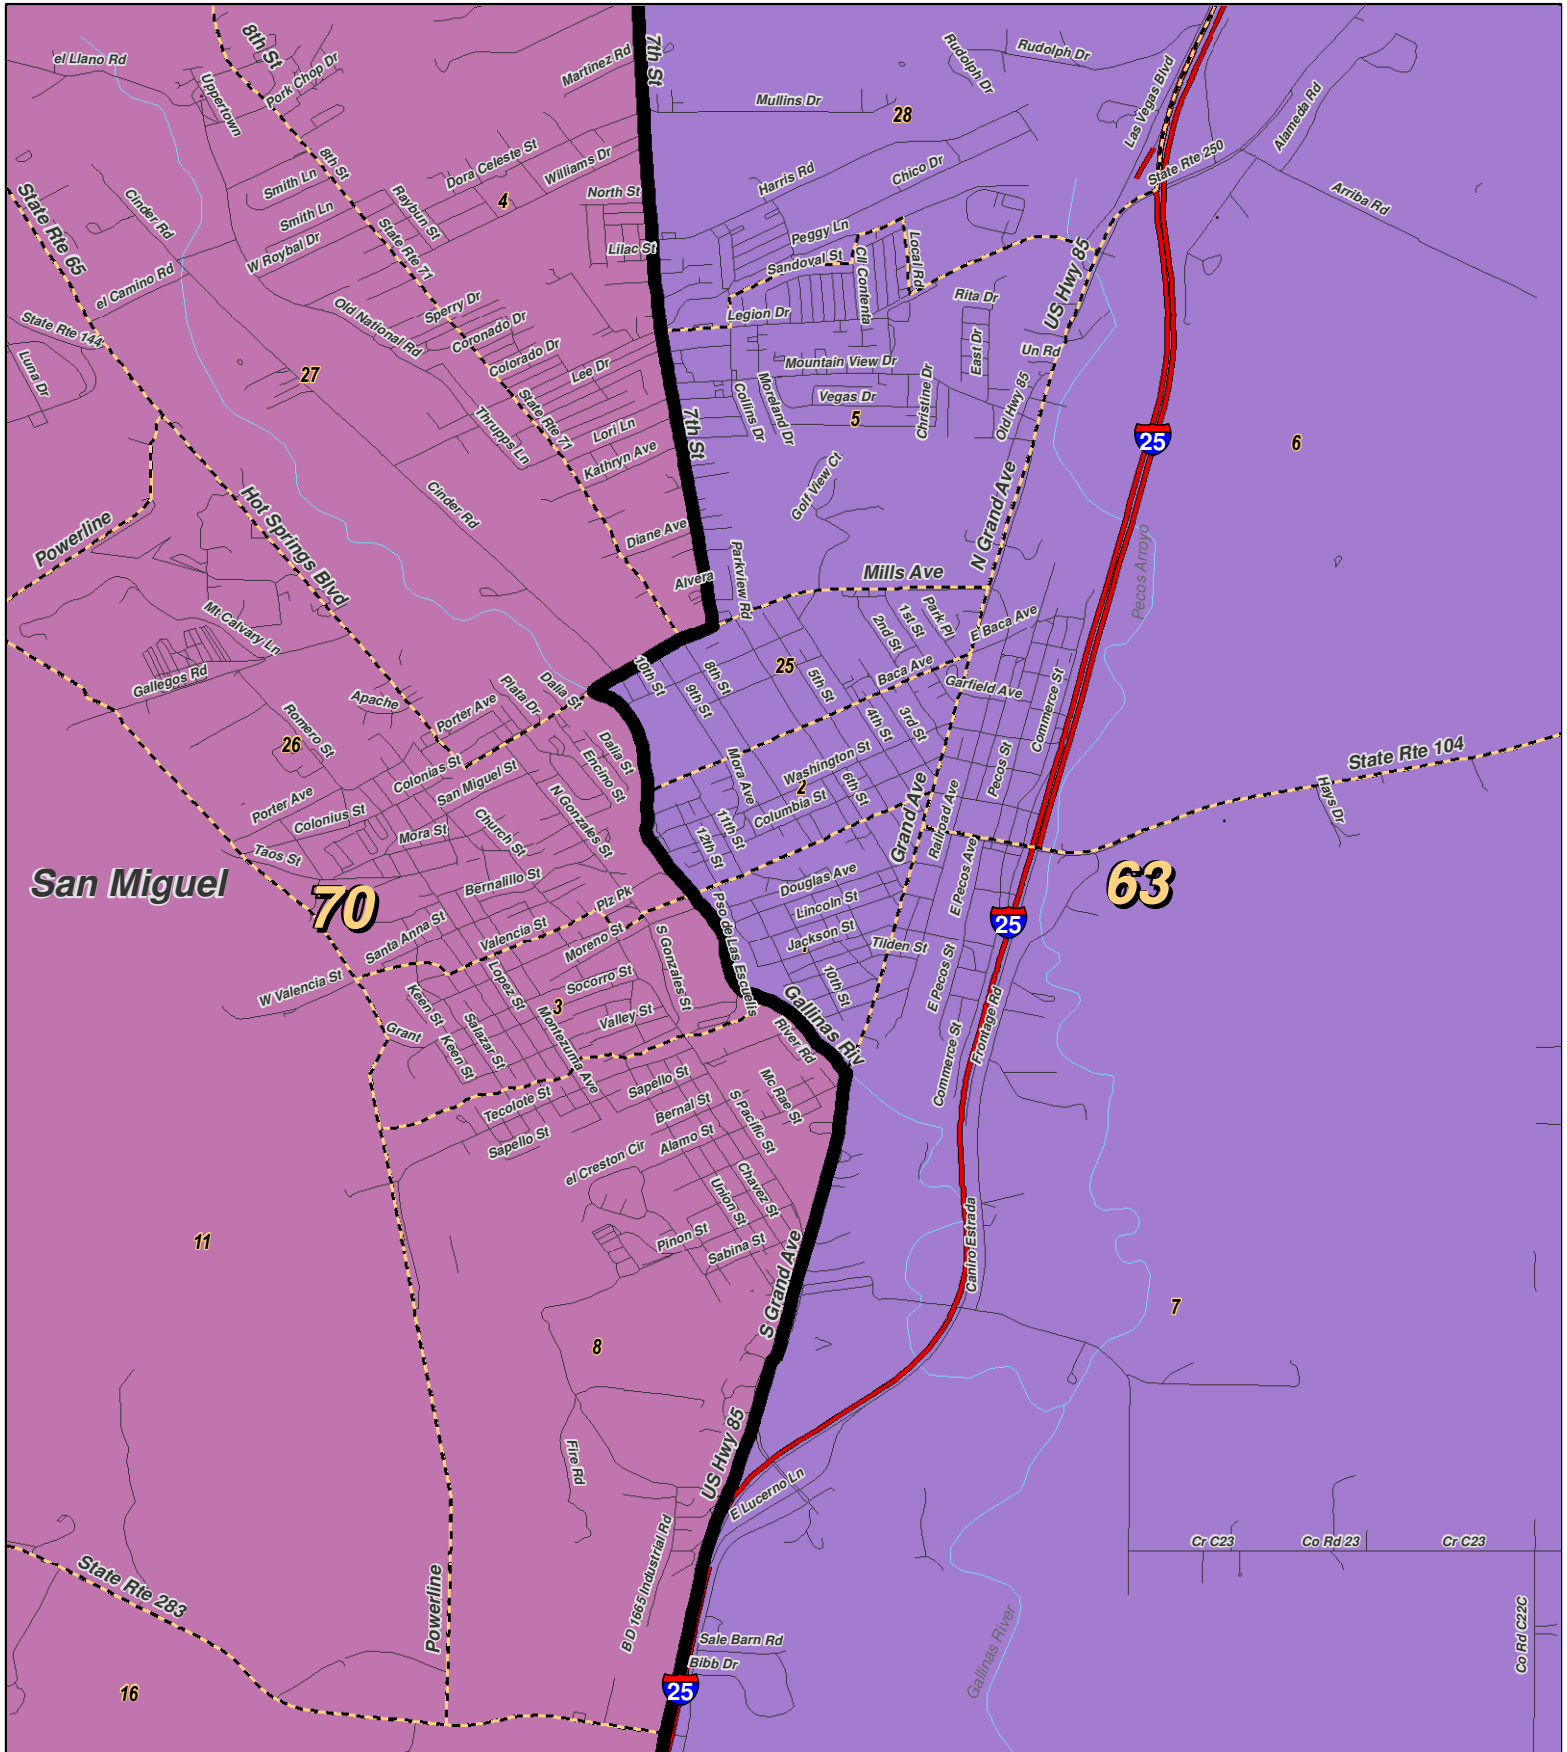 el Llano Rd
8th St
Pork Chop Dr
Uppertown
Martinez Rd
7th St
Rudolph Dr
Rudolph Dr
Mullins Dr
28
Las Vegas Blvd
Alameda Rd
State Rte 250
Arriba Rd
8th St
Dora Celeste St
Williams Dr
North St
Harris Rd
Chico Dr
Smith Ln
Smith Ln
Raybun St
4
State Rte 65
Cinder Rd
W Roybal Dr
State Rte 71
Lilac St
Peggy Ln
Sandoval St
Cll Contenta
Local Rd
US Hwy 85
el Camino Rd
Old National Rd
Sperry Dr
Coronado Dr
Colorado Dr
Lee Dr
Legion Dr
Rita Dr
State Rte 144
Luna Dr
27
Mountain View Dr
Un Rd
East Dr
Christine Dr
Collins Dr
Moreland Dr
Vegas Dr
5
Old Hwy 85
State Rte 71
Thrupps Ln
Lori Ln
Kathryn Ave
7th St
25
6
Golf View Ct
N Grand Ave
Cinder Rd
Hot Springs Blvd
Powerline
Diane Ave
Alvera
Parkview Rd
Mills Ave
Pecos Arroyo
Mt Calvary Ln
Gallegos Rd
2nd St
1st St
Park Pl
E Baca Ave
Baca Ave
10th St
8th St
9th St
25
5th St
4th St
3rd St
Garfield Ave
Commerce St
Apache
Porter Ave
Plata Dr
Dalia St
Dalia St
Encino St
Romero St
26
Colonias St
San Miguel St
Porter Ave
Colonius St
Mora St
Church St
N Gonzales St
Taos St
Mora Ave
Washington St
2
Columbia St
6th St
11th St
12th St
Grand Ave
Railroad Ave
Pecos St
State Rte 104
Hays Dr
San Miguel
70
63
Bernalillo St
Plz Pk
Douglas Ave
Lincoln St
Jackson St
Tilden St
E Pecos Ave
25
Santa Anna St
Valencia St
Moreno St
S Gonzales St
Pso de Las Escuelis
W Valencia St
Lopez St
Socorro St
3
Valley St
Keen St
Keen St
Grant
Salazar St
Montezuma Ave
10th St
Gallinas Riv
River Rd
E Pecos St
Frontage Rd
Commerce St
Tecolote St
Sapello St
Sapello St
Bernal St
Alamo St
S Pacific St
Mc Rae St
el Creston Cir
Chavez St
Union St
Pinon St
Sabina St
11
S Grand Ave
Caniro Estrada
7
8
US Hwy 85
Fire Rd
E Lucerno Ln
B D 1665 Industrial Rd
Cr C23
Co Rd 23
Cr C23
Co Rd C22C
State Rte 283
Powerline
Sale Barn Rd
Bibb Dr
25
Gallinas River
16